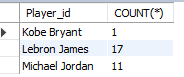 Player_id COUNT(*)
Kobe Bryant 1
Lebron James 17
Michael Jordan 11